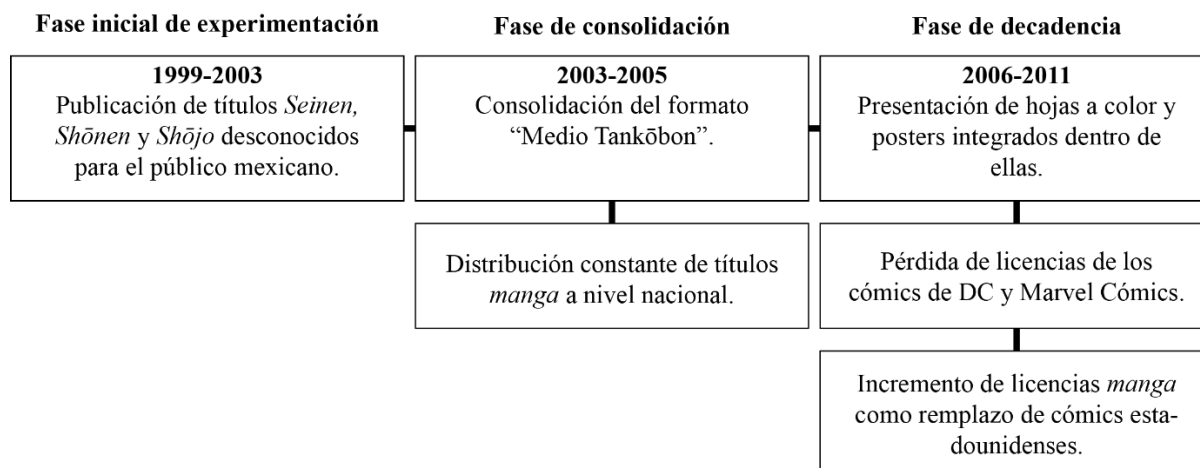 Fase inicial de experimentación
1999-2003
Publicación de títulos Seinen,
Shōnen y Shōjo desconocidos
para el público mexicano.
Fase de consolidación
2003-2005
Consolidación del formato
“Medio Tankōbon”.
Distribución constante de títulos
manga a nivel nacional.
Fase de decadencia
2006-2011
Presentación de hojas a color y
posters integrados dentro de
ellas.
Pérdida de licencias de los
cómics de DC y Marvel Cómics.
Incremento de licencias manga
como remplazo de cómics esta-
dounidenses.